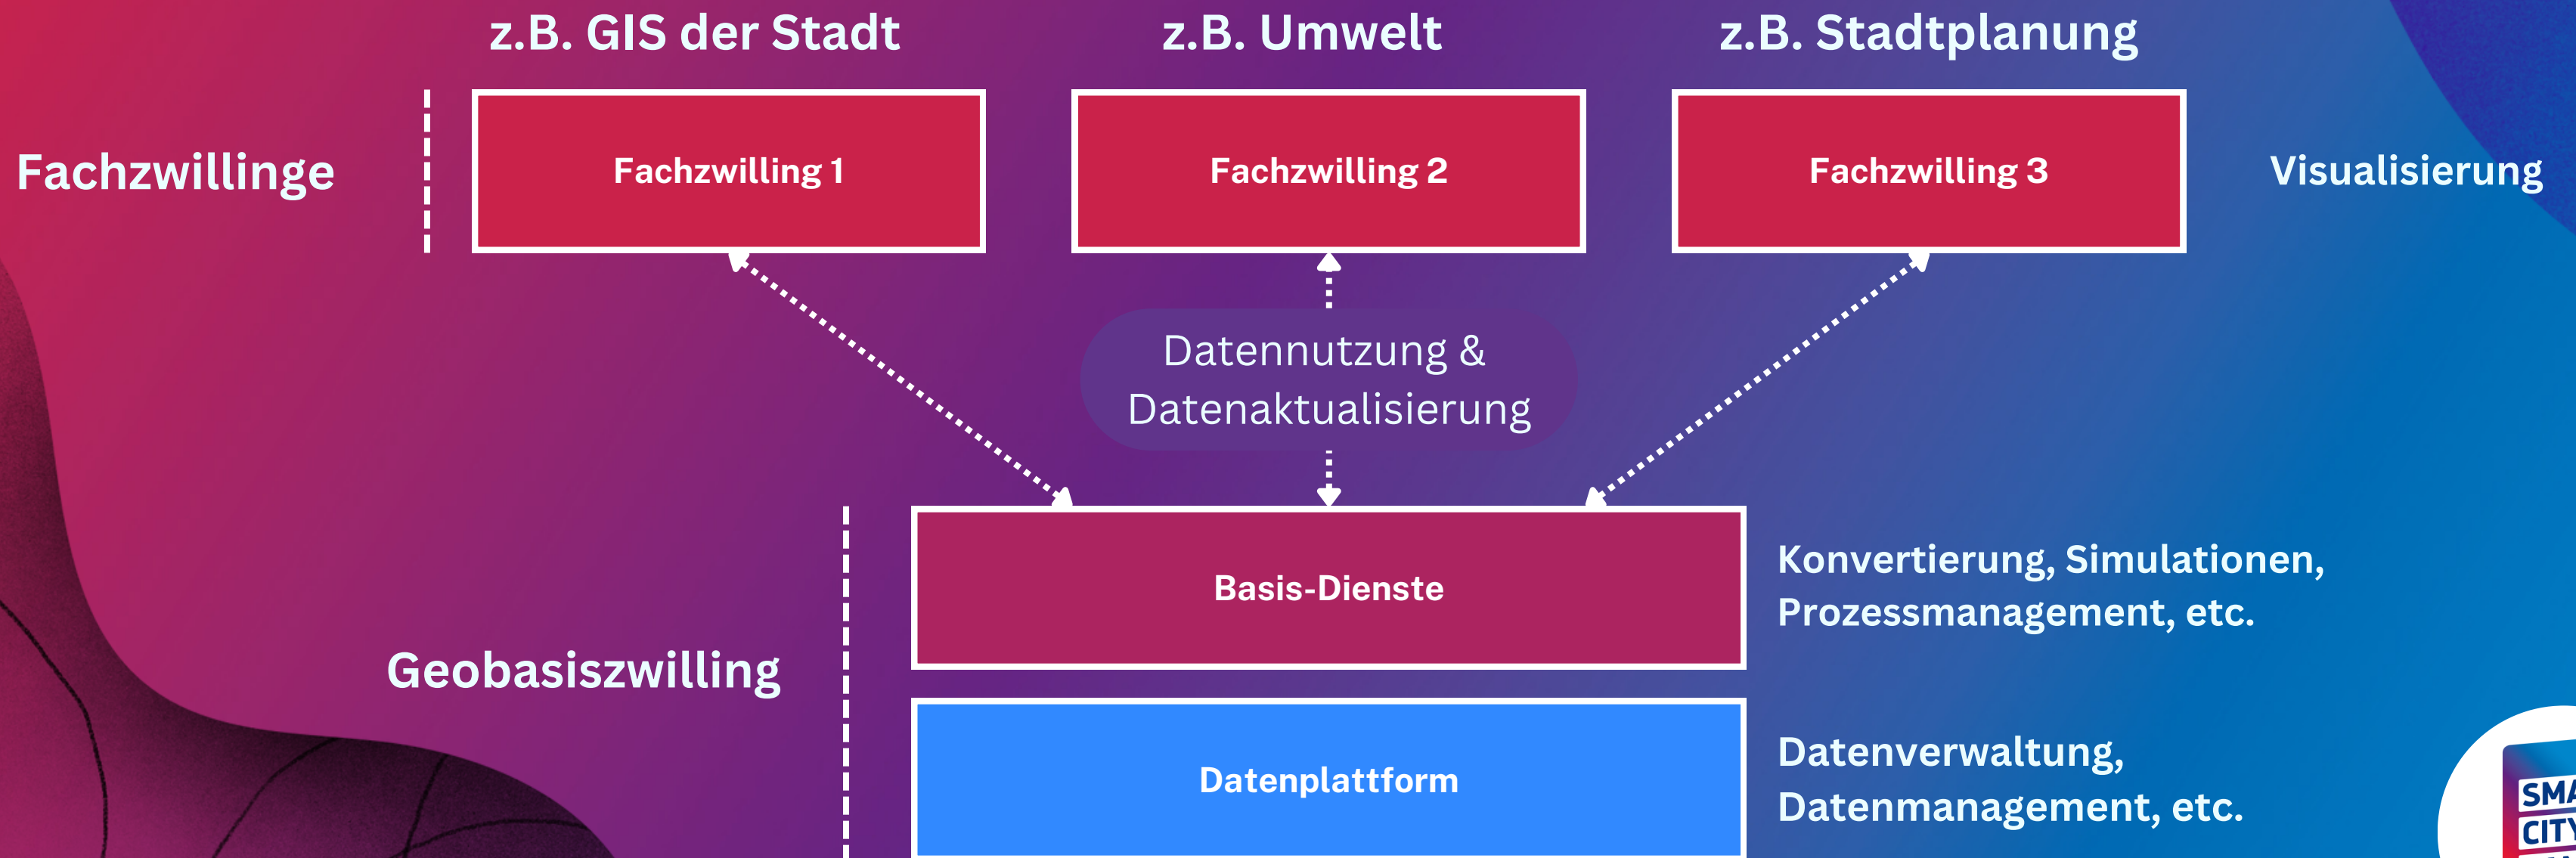 z.B. GIS der Stadt
z.B. Umwelt
z.B. Stadtplanung
Fachzwillinge
Fachzwilling 1
Fachzwilling 2
Fachzwilling 3
Visualisierung
Datennutzung &
Datenaktualisierung
Basis-Dienste
Konvertierung, Simulationen,
Prozessmanagement, etc.
Geobasiszwilling
Datenplattform
Datenverwaltung,
Datenmanagement, etc.
CITY